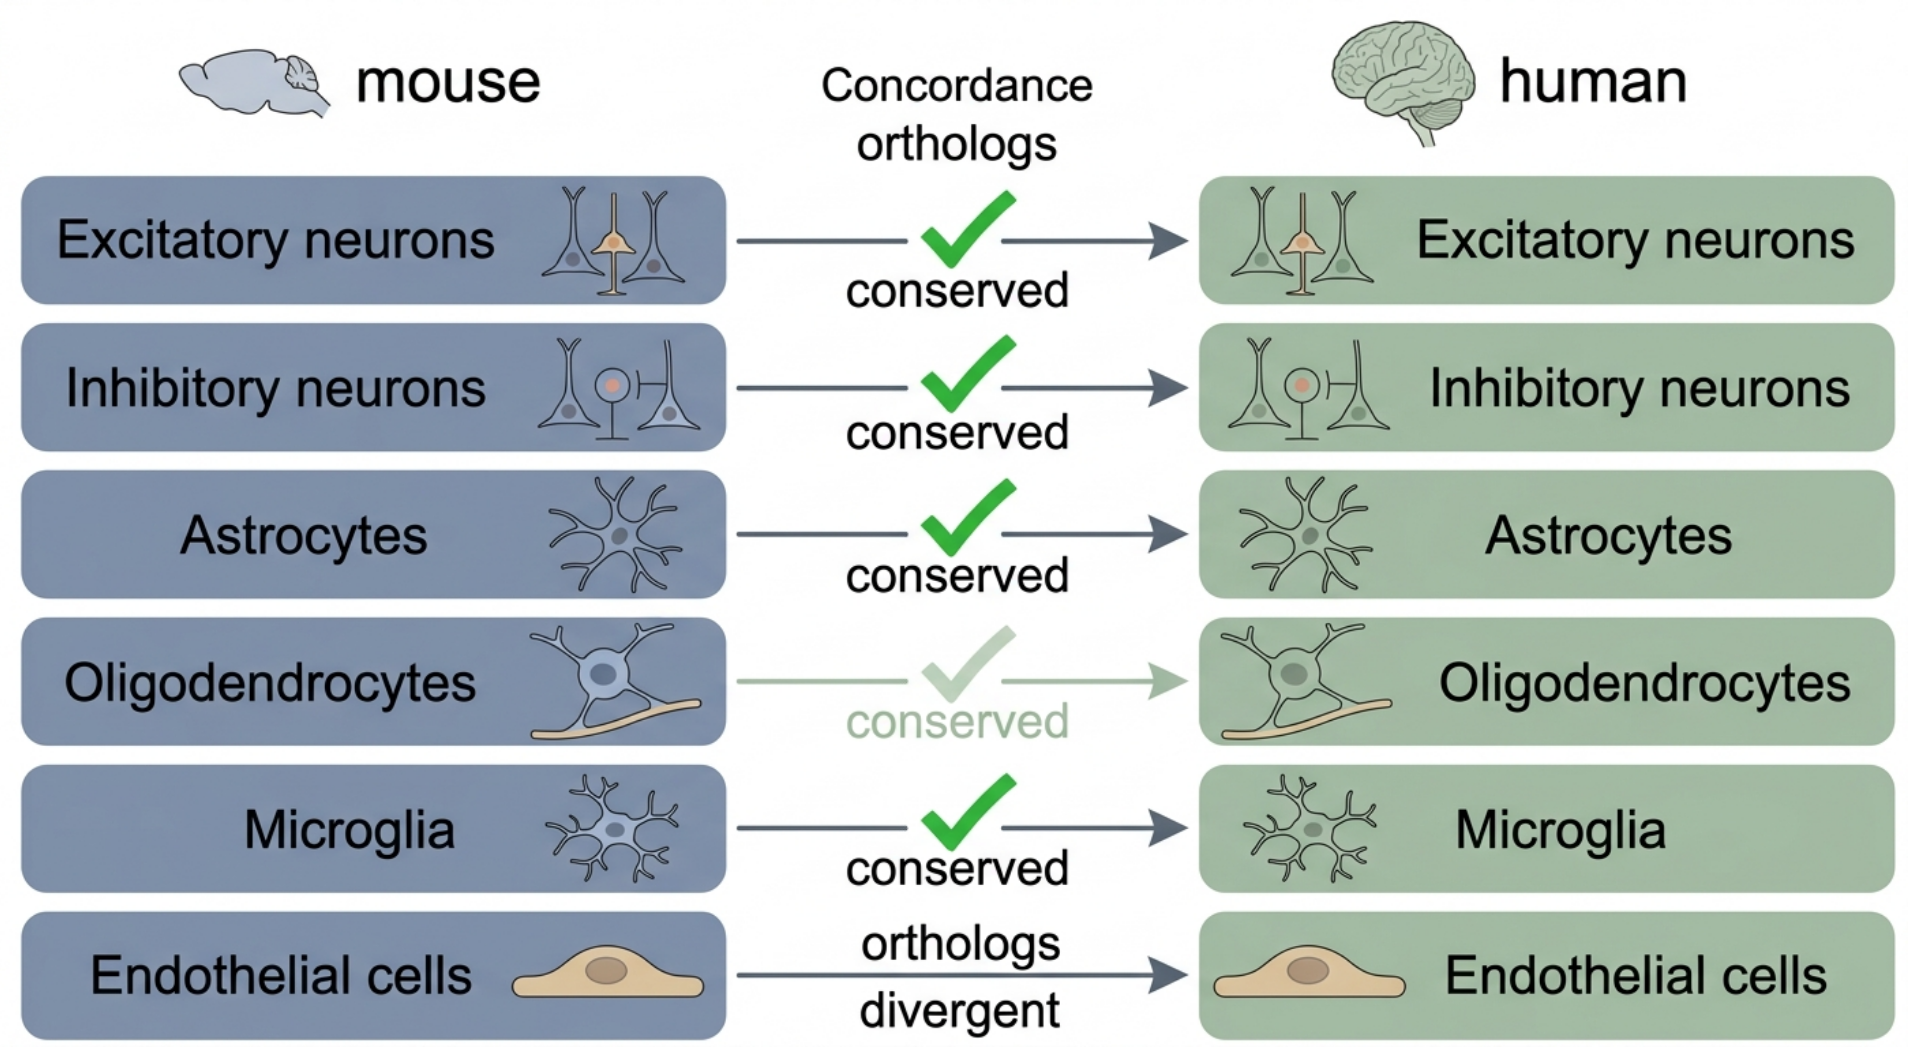 mouse
Concordance
orthologs
human
Excitatory neurons
conserved
Excitatory neurons
Inhibitory neurons
conserved
Inhibitory neurons
Astrocytes
conserved
Astrocytes
Oligodendrocytes
conserved
Oligodendrocytes
Microglia
conserved
Microglia
Endothelial cells
orthologs
divergent
Endothelial cells